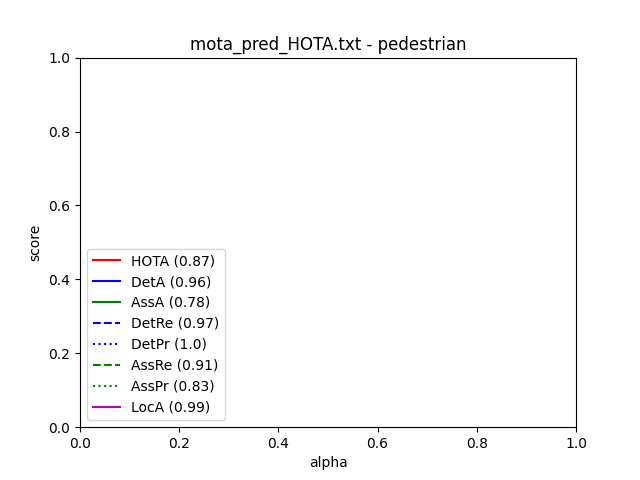 mota_pred_HOTA.txt - pedestrian
1.0
0.8
0.6
0.4
0.2
0.0
score
HOTA (0.87)
DetA (0.96)
AssA (0.78)
DetRe (0.97)
DetPr (1.0)
AssRe (0.91)
AssPr (0.83)
LocA (0.99)
0.0 0.2 0.4 0.6 0.8 1.0
alpha